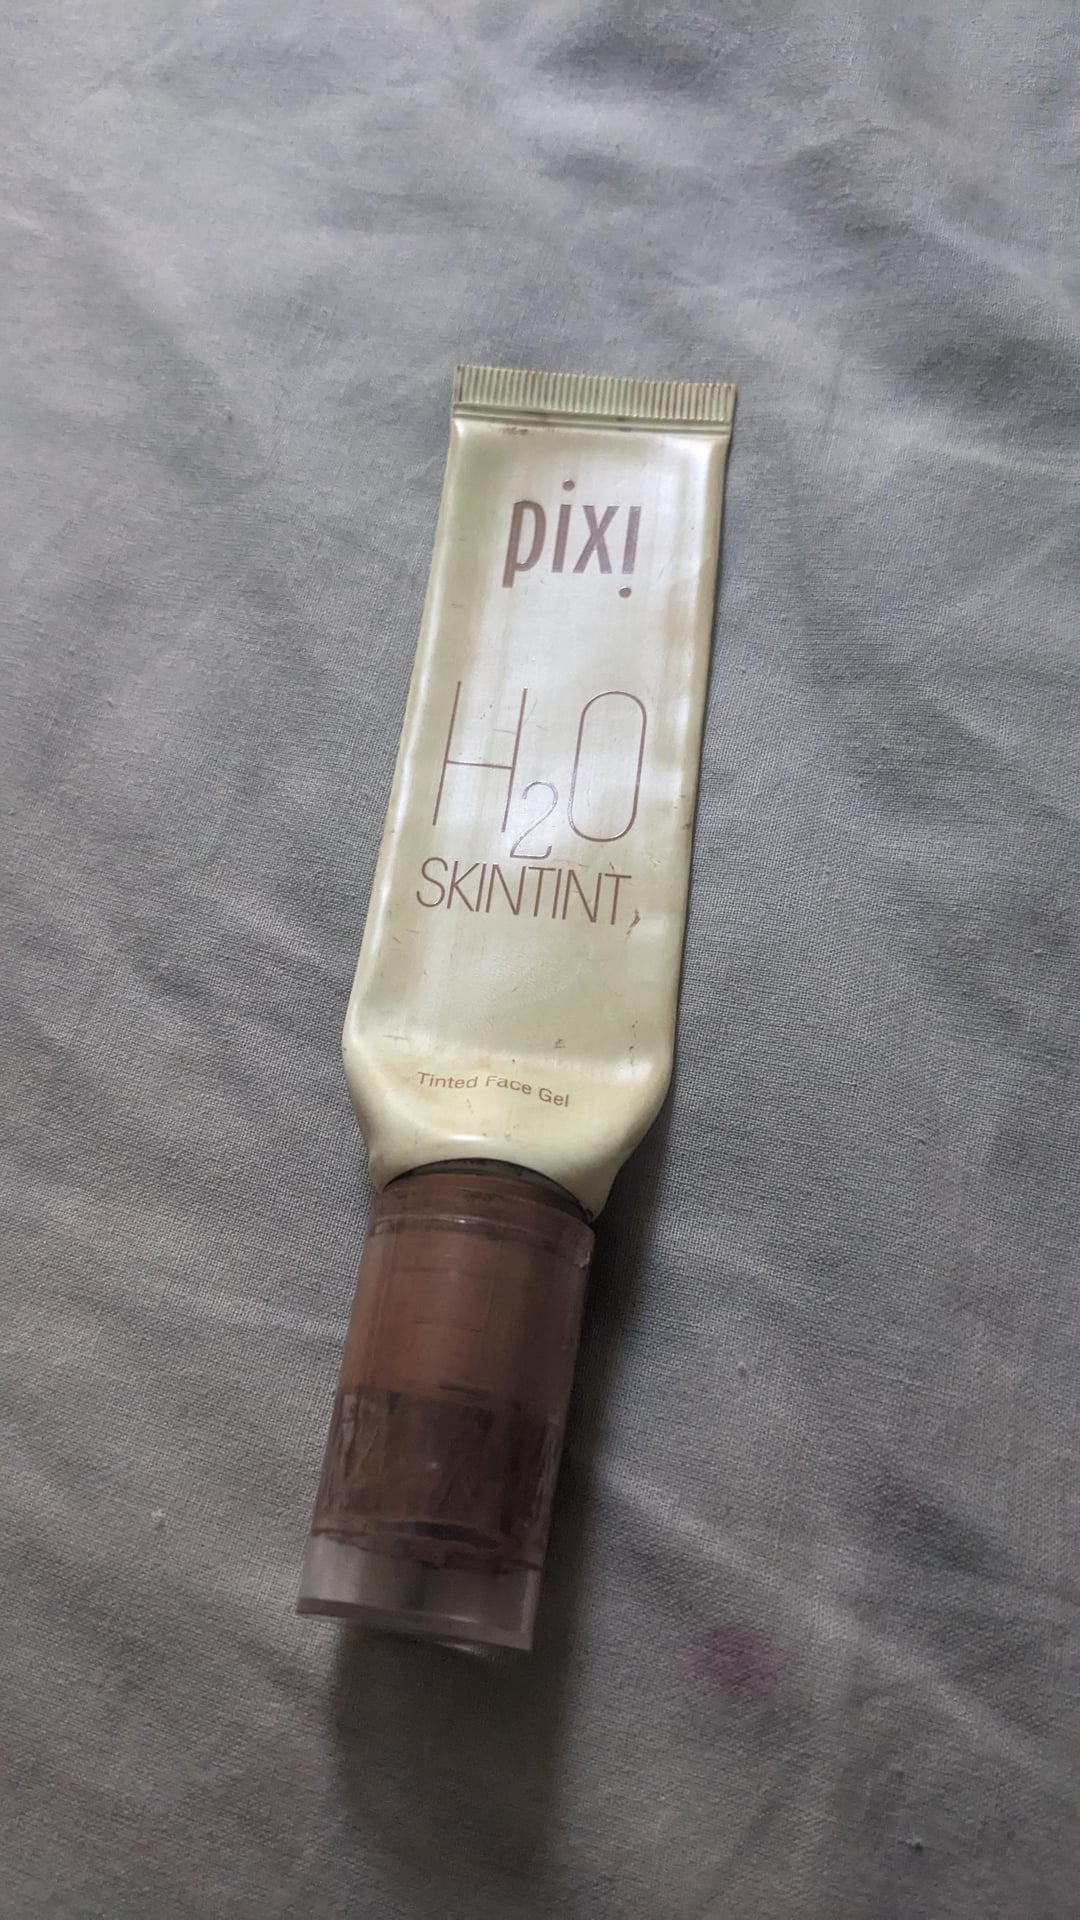 pixi
H2O
SKINTINT
Tinted Face Gel